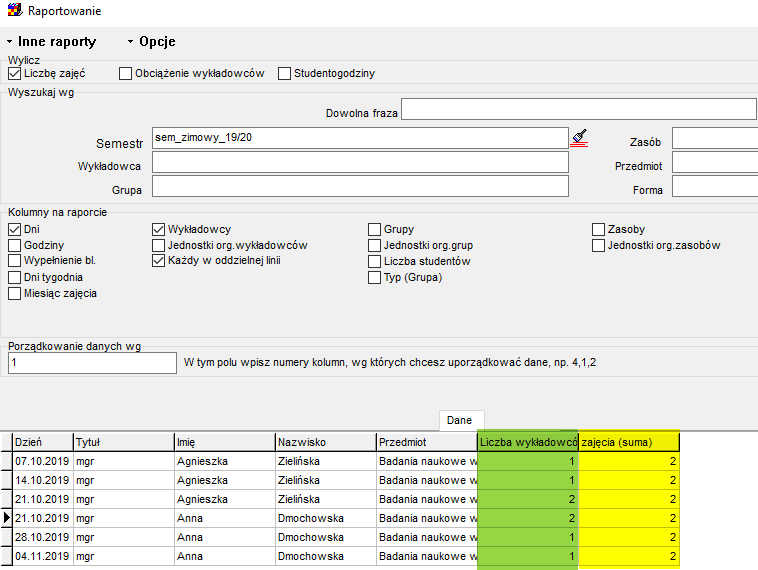 Raportowanie
Inne raporty Opcje
Wylicz
Liczbę zajęć Obciążenie wykładowców Studentogodziny
Wyszukaj wg
Dowolna fraza
Semestr sem_zimowy_19/20 Zasób
Wykładowca Przedmiot
Grupa Forma
Kolumny na raporcie
Dni Wykładowcy Grupy Zasoby
Godziny Jednostki org.wykładowców Jednostki org.grup Jednostki org.zasobów
Wypełnienie bl. Każdy w oddzielnej linii Liczba studentów
Dni tygodnia Typ (Grupa)
Miesiąc zajęcia
Porządkowanie danych wg
1 W tym polu wpisz numery kolumn, wg których chcesz uporządkować dane, np. 4,1,2
Dane
Dzień Tytuł Imię Nazwisko Przedmiot Liczba wykładowcó zajęcia (suma)
07.10.2019 mgr Agnieszka Zielińska Badania naukowe w 1 2
14.10.2019 mgr Agnieszka Zielińska Badania naukowe w 1 2
21.10.2019 mgr Agnieszka Zielińska Badania naukowe w 2 2
21.10.2019 mgr Anna Dmochowska Badania naukowe w 2 2
28.10.2019 mgr Anna Dmochowska Badania naukowe w 1 2
04.11.2019 mgr Anna Dmochowska Badania naukowe w 1 2